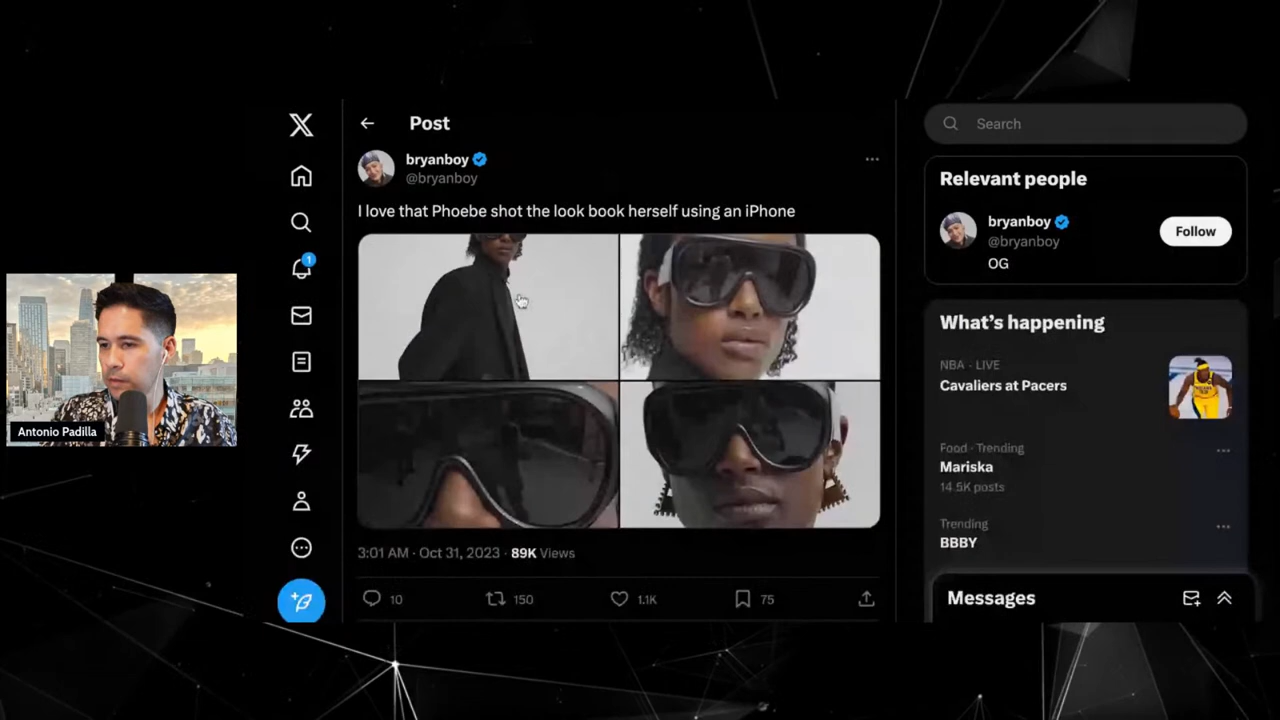 Post
bryanboy
@bryanboy
I love that Phoebe shot the look book herself using an iPhone
3:01 AM · Oct 31, 2023 · 89K Views
10
150
1.1K
75
1
Search
Relevant people
bryanboy
@bryanboy
OG
Follow
What's happening
NBA · LIVE
Cavaliers at Pacers
Food · Trending
Mariska
14.5K posts
Trending
BBBY
Messages
Antonio Padilla